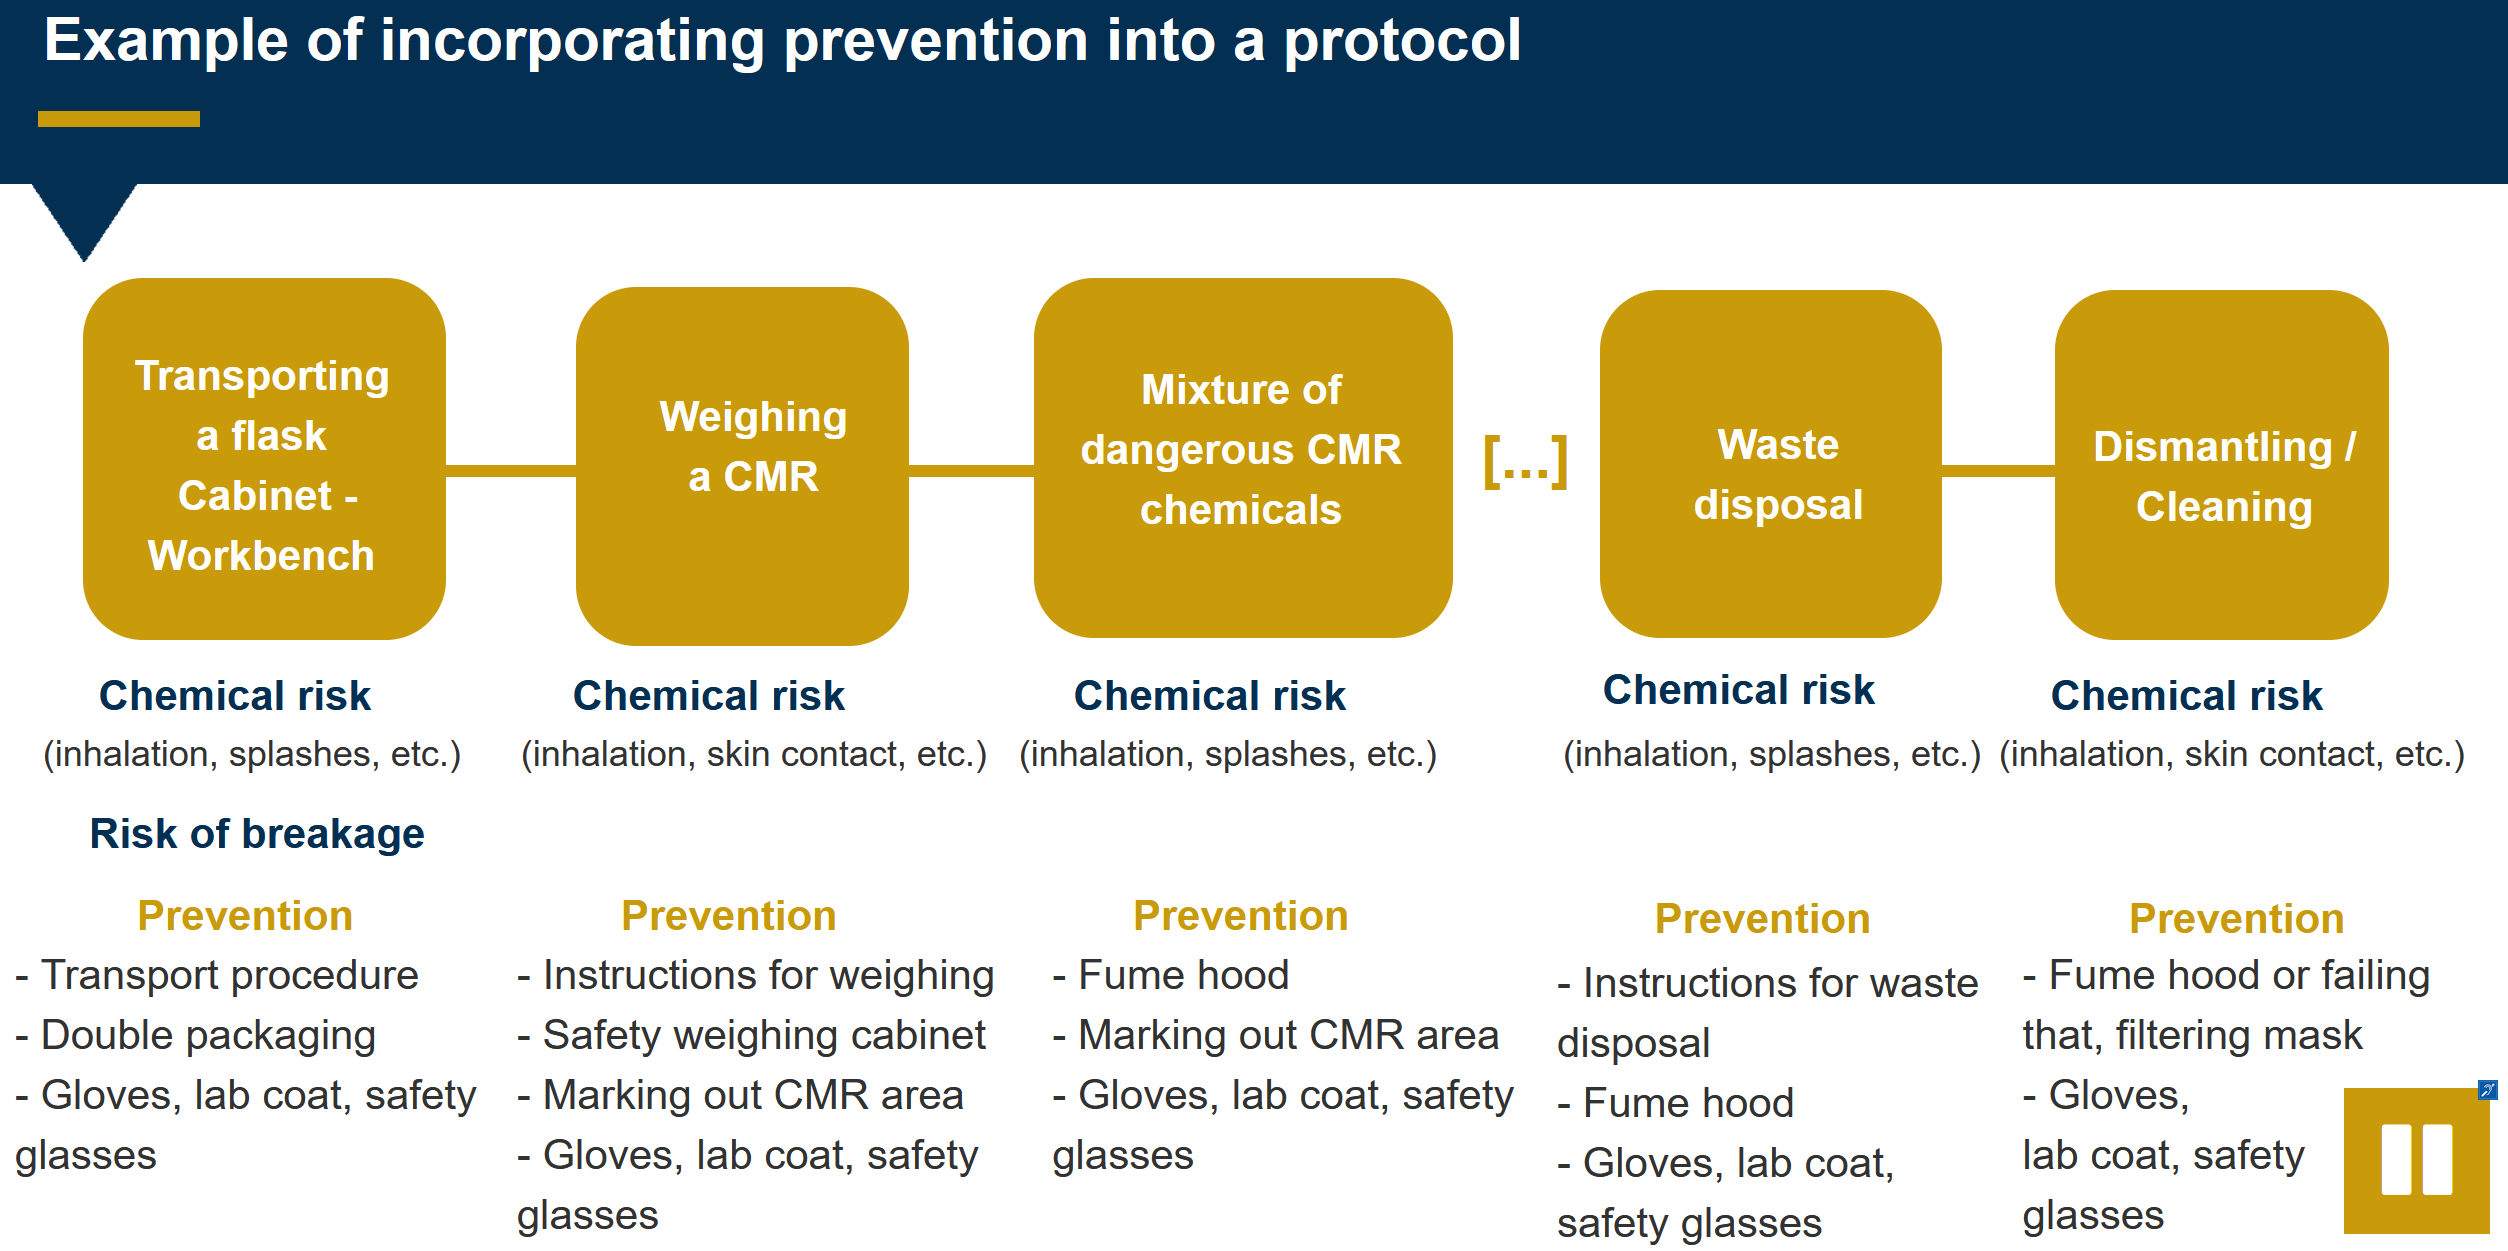 Example of incorporating prevention into a protocol
Transporting
a flask
Cabinet -
Workbench
Weighing
a CMR
Mixture of
dangerous CMR
chemicals
[...]
Waste
disposal
Dismantling /
Cleaning
Chemical risk
(inhalation, splashes, etc.)
Risk of breakage
Prevention
- Transport procedure
- Double packaging
- Gloves, lab coat, safety
glasses
Chemical risk
(inhalation, skin contact, etc.)
Prevention
- Instructions for weighing
- Safety weighing cabinet
- Marking out CMR area
- Gloves, lab coat, safety
glasses
Chemical risk
(inhalation, splashes, etc.)
Prevention
- Fume hood
- Marking out CMR area
- Gloves, lab coat, safety
glasses
Chemical risk
(inhalation, splashes, etc.)
Prevention
- Instructions for waste
disposal
- Fume hood
- Gloves, lab coat,
safety glasses
Chemical risk
(inhalation, skin contact, etc.)
Prevention
- Fume hood or failing
that, filtering mask
- Gloves,
lab coat, safety
glasses